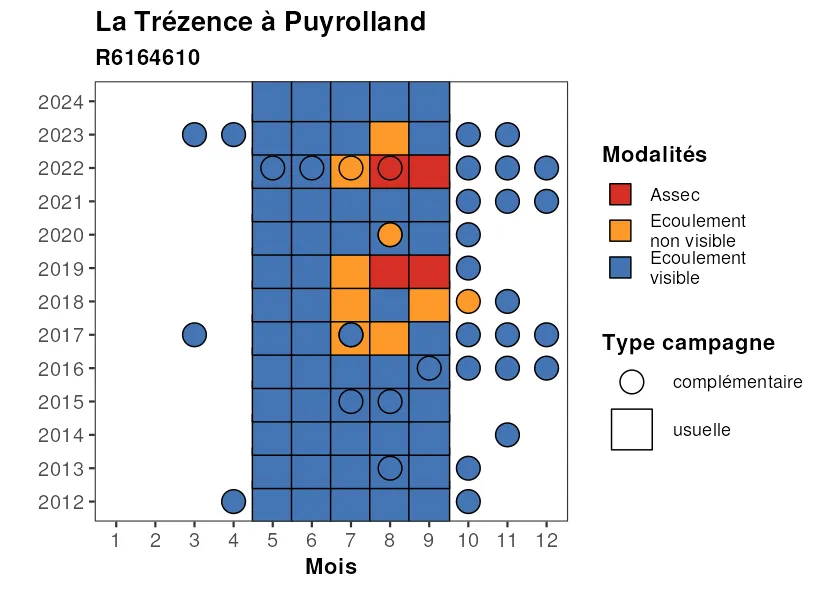 La Trézence à Puyrolland
R6164610
2024
2023
2022
2021
2020
2019
2018
2017
2016
2015
2014
2013
2012
1 2 3 4 5 6 7 8 9 10 11 12
Mois
Modalités
Assec
Ecoulement
non visible
Ecoulement
visible
Type campagne
complémentaire
usuelle